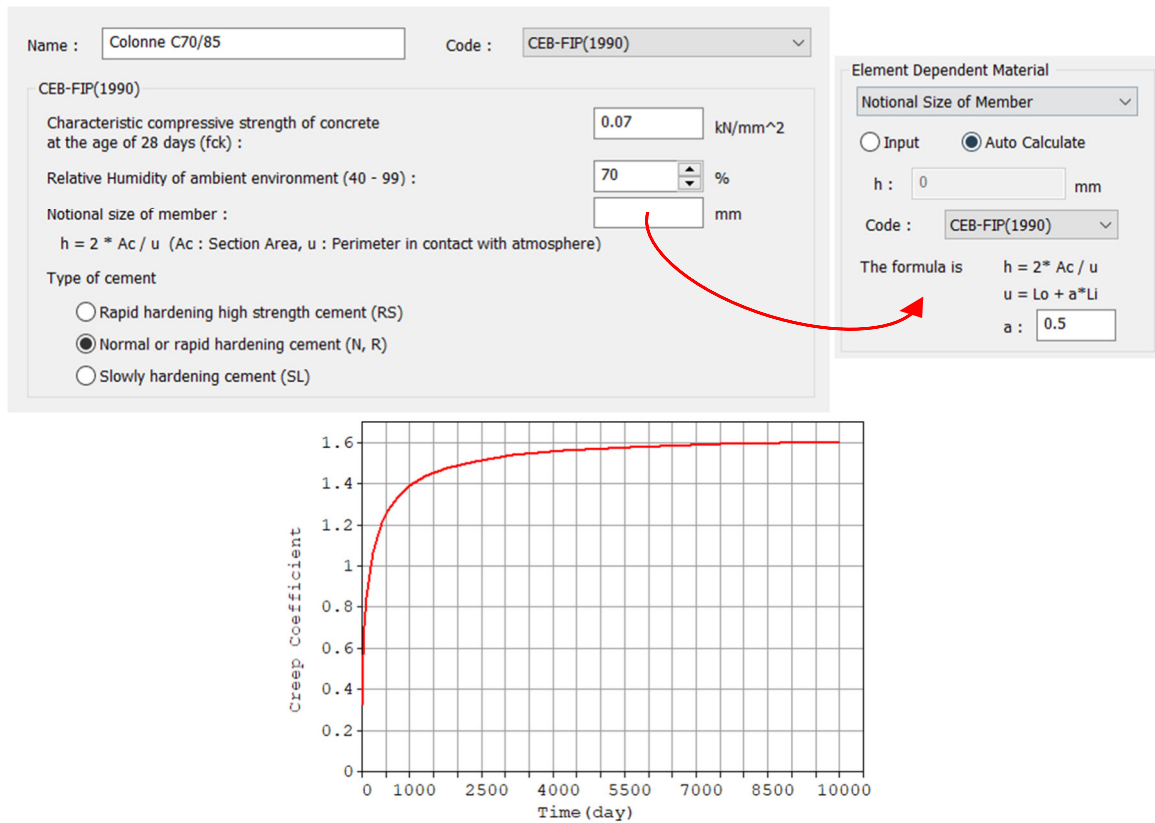 Name : Colonne C70/85 Code : CEB-FIP(1990)
CEB-FIP(1990)
Characteristic compressive strength of concrete
at the age of 28 days (fck) : 0.07 kN/mm^2
Relative Humidity of ambient environment (40 - 99) : 70 %
Notional size of member : mm
h = 2 * Ac / u (Ac : Section Area, u : Perimeter in contact with atmosphere)
Type of cement
Rapid hardening high strength cement (RS)
Normal or rapid hardening cement (N, R)
Slowly hardening cement (SL)
Element Dependent Material
Notional Size of Member
Input Auto Calculate
h : 0 mm
Code : CEB-FIP(1990)
The formula is h = 2* Ac / u
u = Lo + a*Li
a : 0.5
Creep Coefficient
1.6
1.4
1.2
1
0.8
0.6
0.4
0.2
0
0 1000 2500 4000 5500 7000 8500 10000
Time(day)